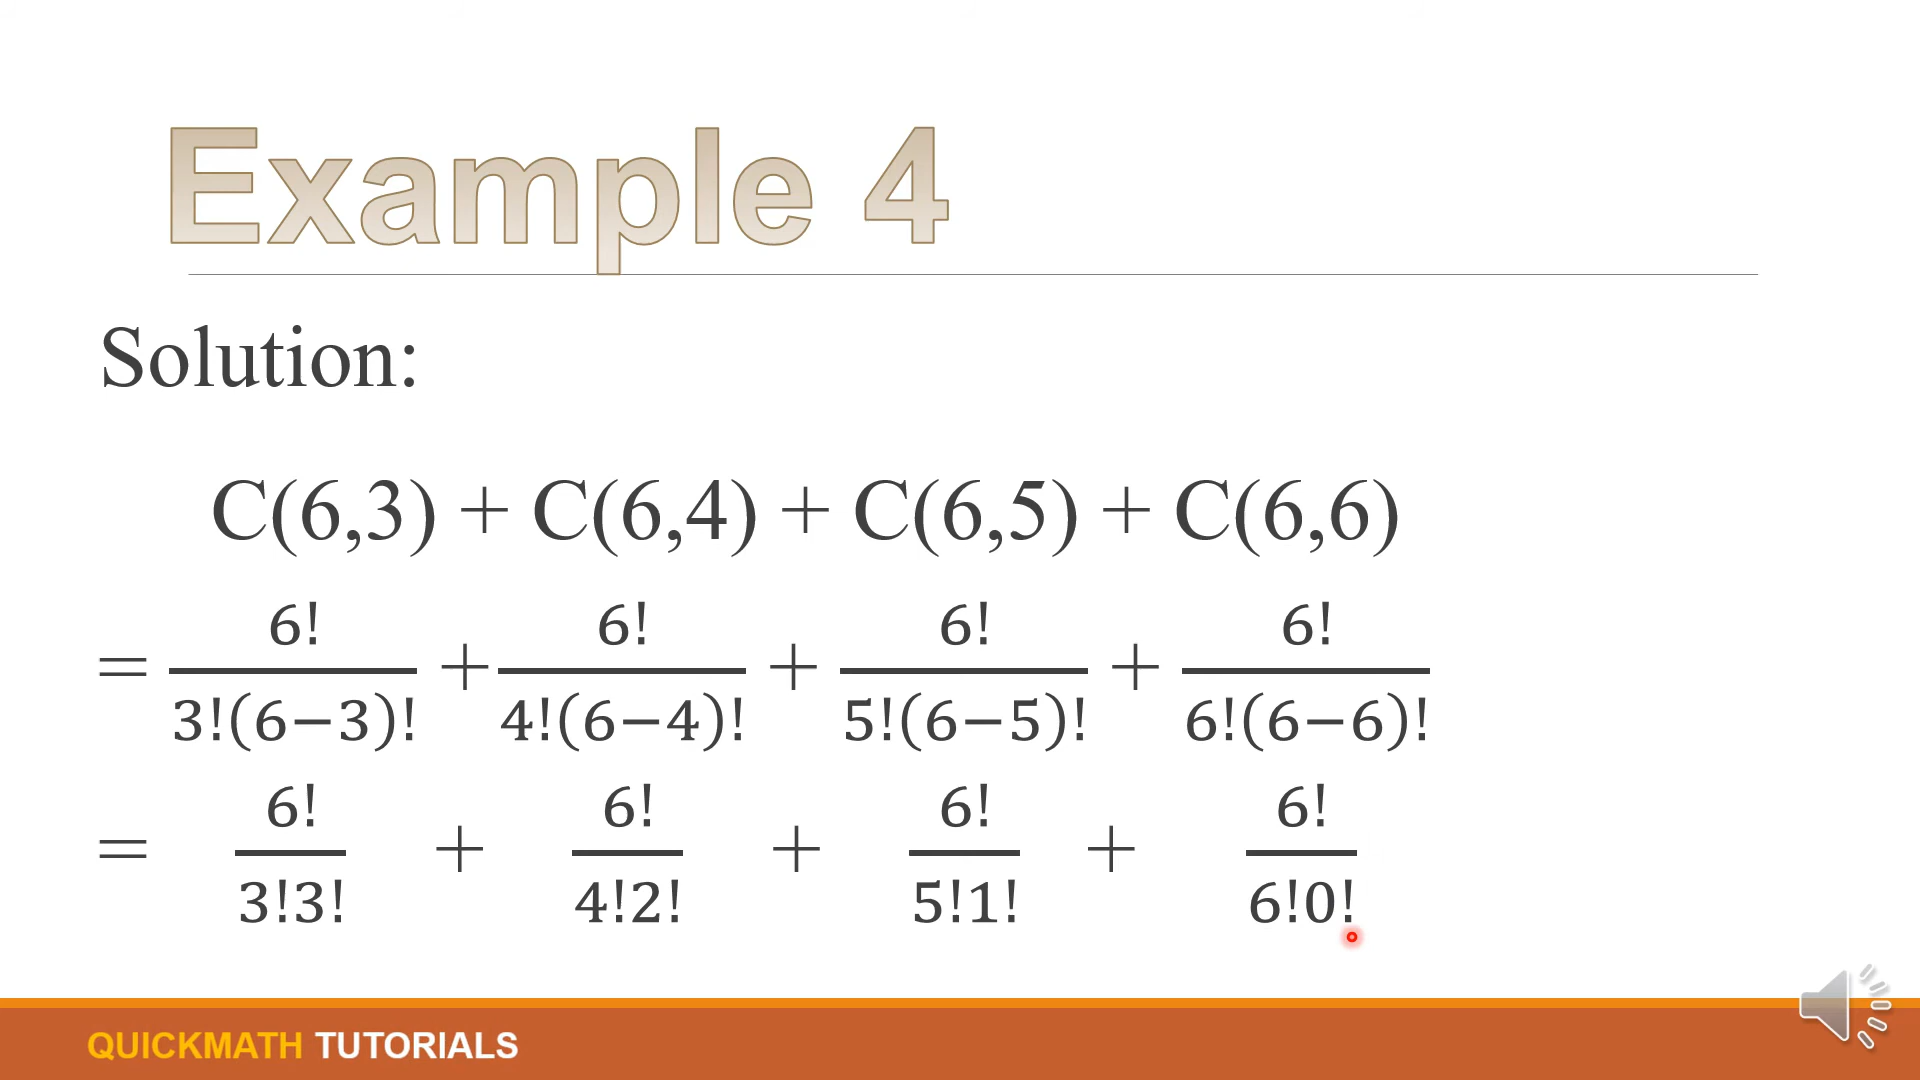 Example 4
Solution:
C(6,3) + C(6,4) + C(6,5) + C(6,6)
= 6!/3!(6−3)! + 6!/4!(6−4)! + 6!/5!(6−5)! + 6!/6!(6−6)!
= 6!/3!3! + 6!/4!2! + 6!/5!1! + 6!/6!0!
QUICKMATH TUTORIALS